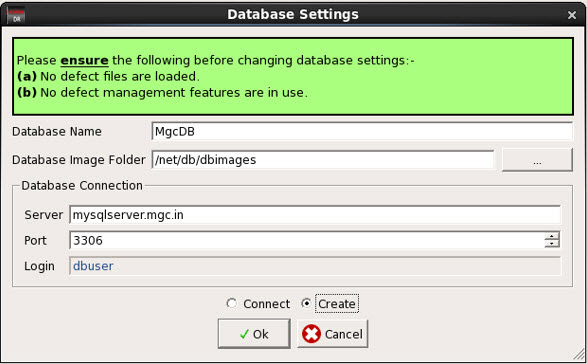 DR
Database Settings
Please ensure the following before changing database settings:-
(a) No defect files are loaded.
(b) No defect management features are in use.
Database Name MgcDB
Database Image Folder /net/db/dbimages ...
Database Connection
Server mysqlserver.mgc.in
Port 3306
Login dbuser
Connect Create
Ok Cancel